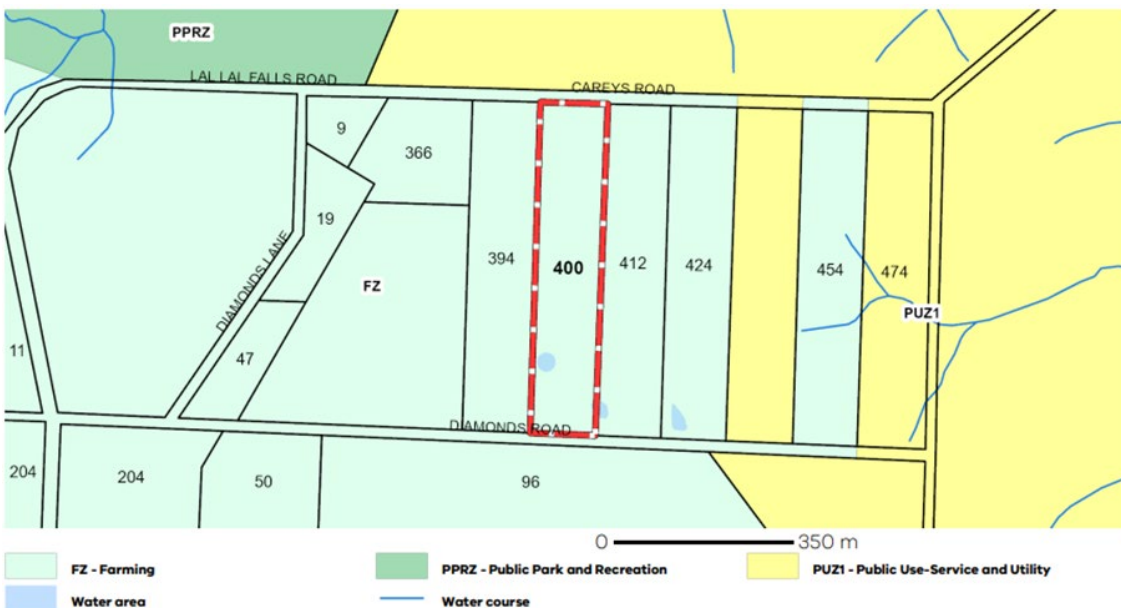 PPRZ
LAL LAL FALLS ROAD
CAREYS ROAD
9
366
19
394
400
412
424
454
474
FZ
DIAMONDS LANE
PUZ1
11
47
DIAMONDS ROAD
204
204
50
96
0 350 m
FZ - Farming
PPRZ - Public Park and Recreation
PUZ1 - Public Use-Service and Utility
Water area
Water course